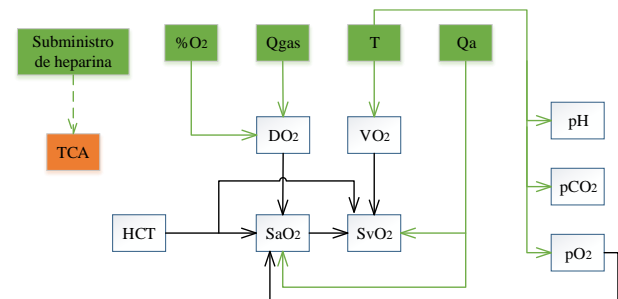 Subministro
de heparina
%O₂
Qgas
T
Qa
TCA
DO₂
VO₂
pH
pCO₂
HCT
SaO₂
SvO₂
pO₂